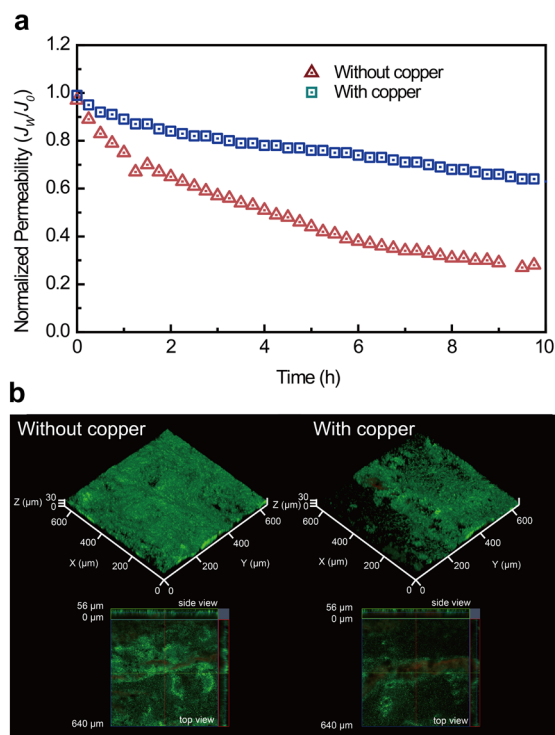 a
Normalized Permeability (J_W/J_0)
1.2
1.0
0.8
0.6
0.4
0.2
0.0
Without copper
With copper
0 2 4 6 8 10
Time (h)
b
Without copper
With copper
Z (μm)
30
0
600
400
200
0
X (μm)
0
200
400
600
Y (μm)
Z (μm)
30
0
600
400
200
0
X (μm)
0
200
400
600
Y (μm)
56 μm
0 μm
side view
top view
640 μm
56 μm
0 μm
side view
top view
640 μm